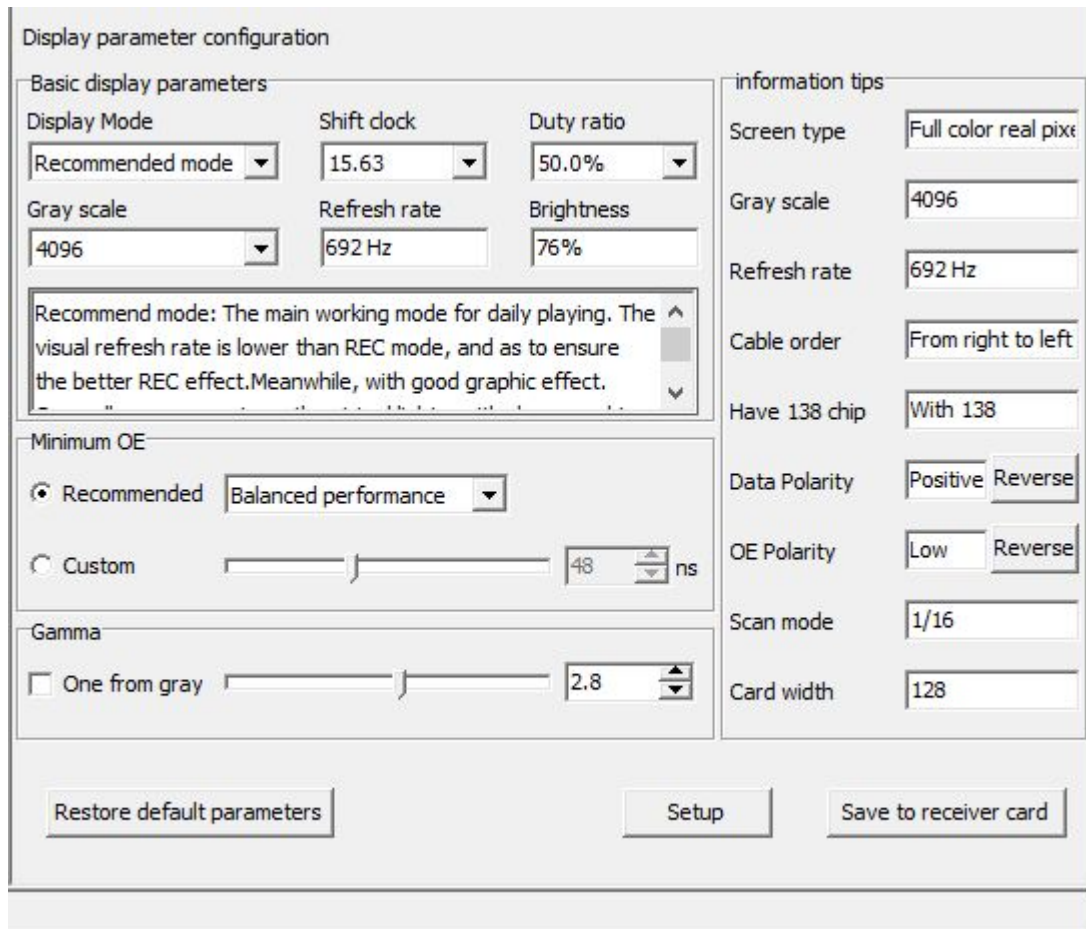 Display parameter configuration
Basic display parameters
Display Mode Shift clock Duty ratio
Recommended mode 15.63 50.0%
Gray scale Refresh rate Brightness
4096 692 Hz 76%
Recommend mode: The main working mode for daily playing. The
visual refresh rate is lower than REC mode, and as to ensure
the better REC effect.Meanwhile, with good graphic effect.
Minimum OE
Recommended Balanced performance
Custom 48 ns
Gamma
One from gray 2.8
information tips
Screen type Full color real pixe
Gray scale 4096
Refresh rate 692 Hz
Cable order From right to left
Have 138 chip With 138
Data Polarity Positive Reverse
OE Polarity Low Reverse
Scan mode 1/16
Card width 128
Restore default parameters Setup Save to receiver card